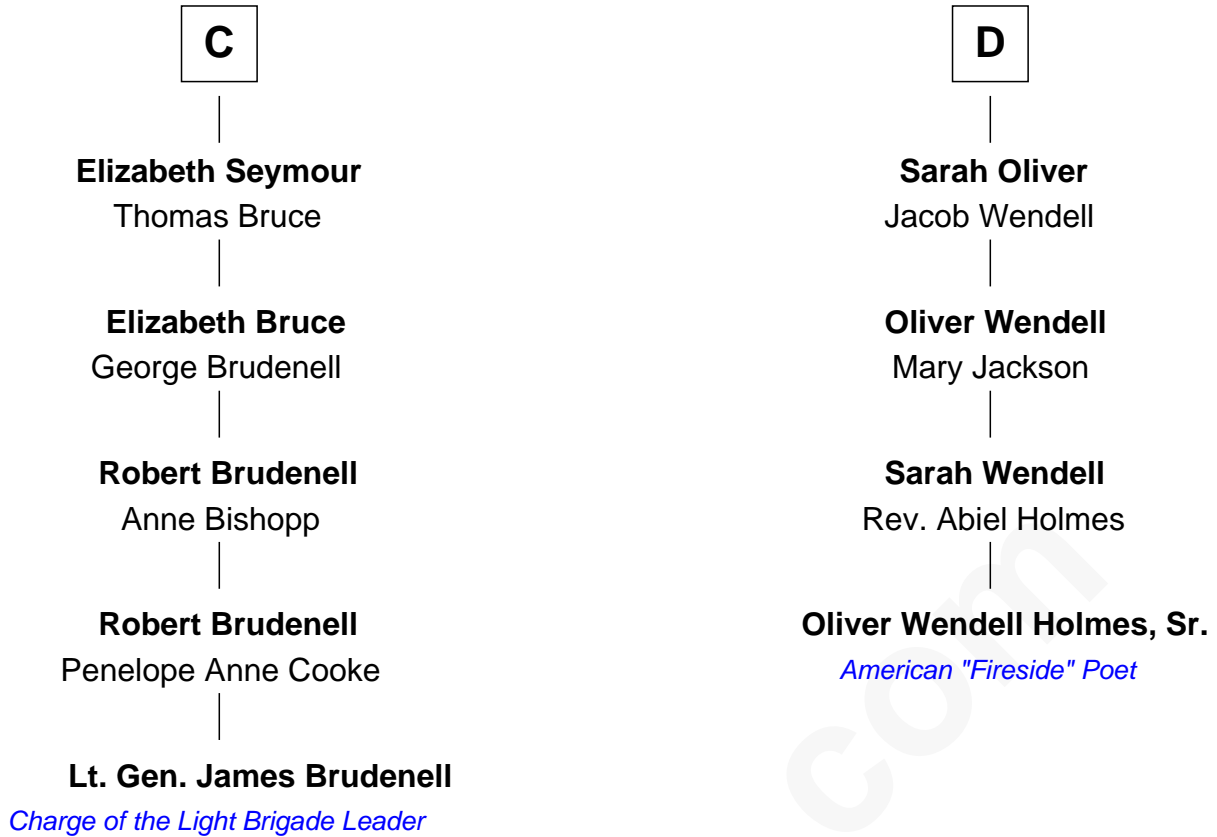 C
Elizabeth Seymour
Thomas Bruce
Elizabeth Bruce
George Brudenell
Robert Brudenell
Anne Bishopp
Robert Brudenell
Penelope Anne Cooke
Lt. Gen. James Brudenell
Charge of the Light Brigade Leader
D
Sarah Oliver
Jacob Wendell
Oliver Wendell
Mary Jackson
Sarah Wendell
Rev. Abiel Holmes
Oliver Wendell Holmes, Sr.
American "Fireside" Poet
com